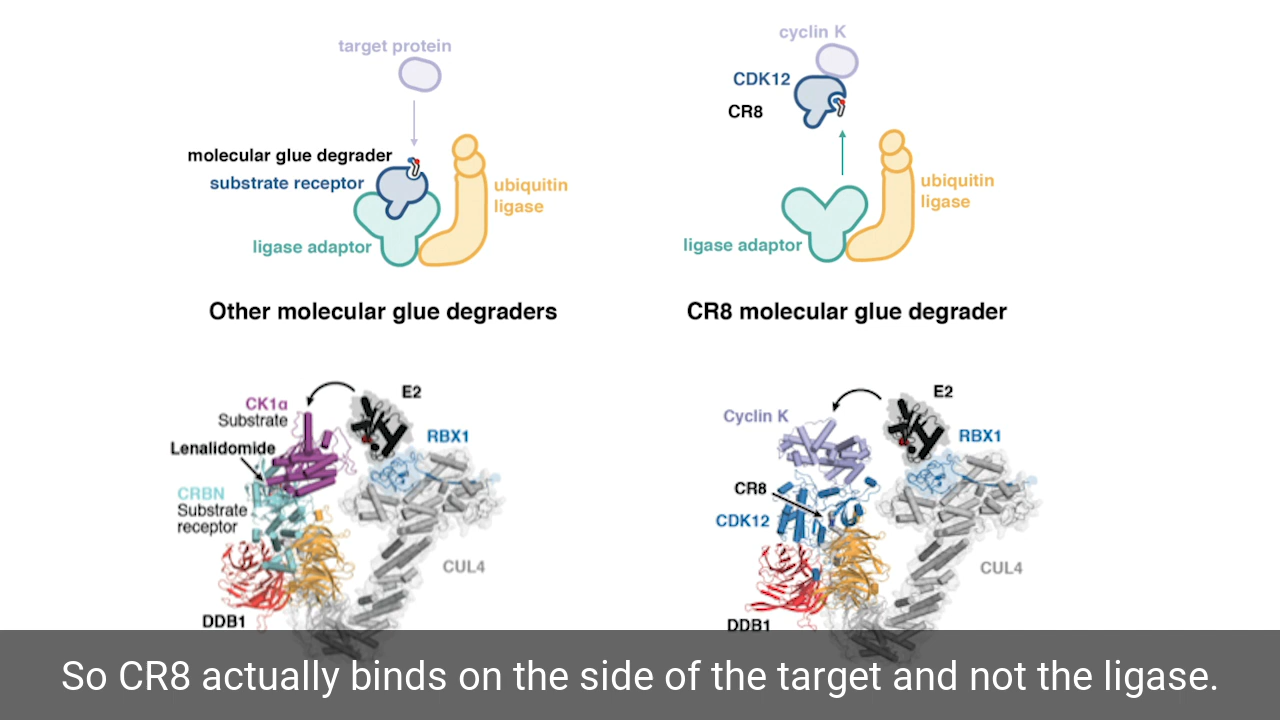 target protein
molecular glue degrader
substrate receptor
ubiquitin
ligase
ligase adaptor
Other molecular glue degraders
cyclin K
CDK12
CR8
ubiquitin
ligase
ligase adaptor
CR8 molecular glue degrader
CK1α
Substrate
E2
RBX1
Lenalidomide
CRBN
Substrate
receptor
CUL4
DDB1
Cyclin K
E2
RBX1
CR8
CDK12
CUL4
DDB1
So CR8 actually binds on the side of the target and not the ligase.